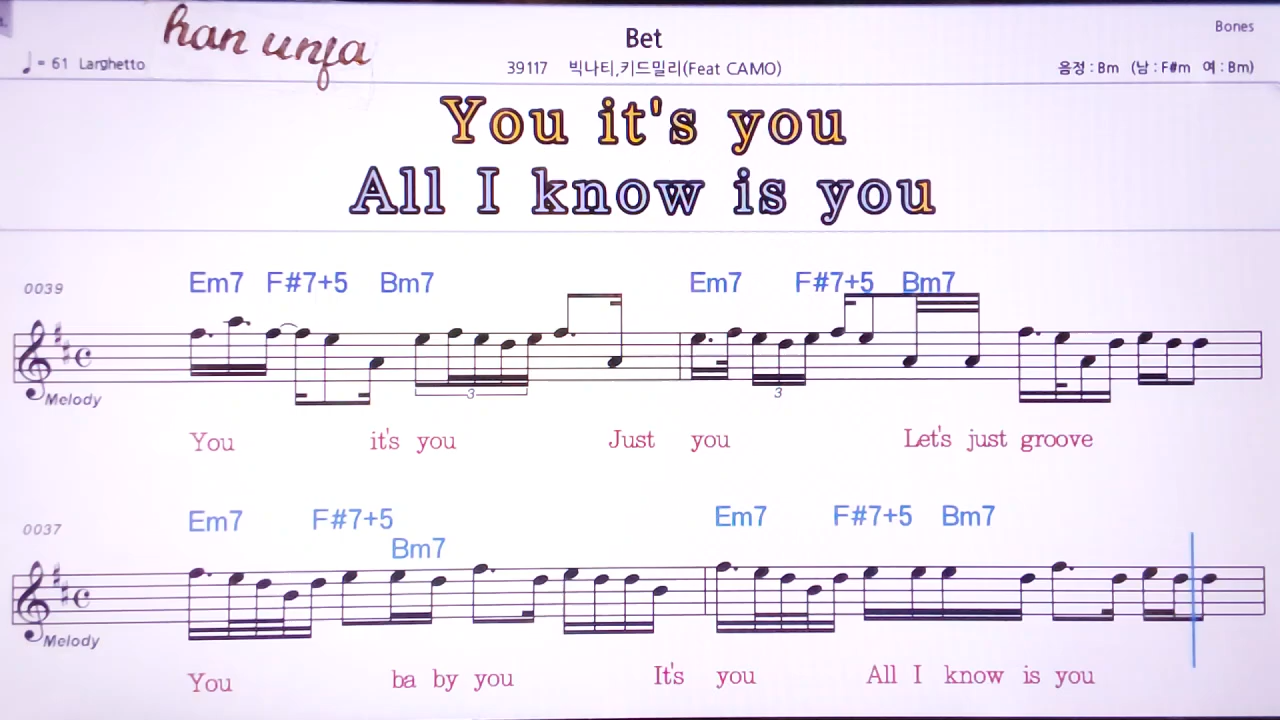 han unfa
♩= 61 Larghetto
Bet
39117 빅나티,키드밀리(Feat CAMO)
Bones
음정 : Bm (남 : F#m 여 : Bm)
You it's you
All I know is you
0039
Em7 F#7+5 Bm7 Em7 F#7+5 Bm7
3 3
Melody
You it's you Just you Let's just groove
0037
Em7 F#7+5 Bm7 Em7 F#7+5 Bm7
Melody
You ba by you It's you All I know is you